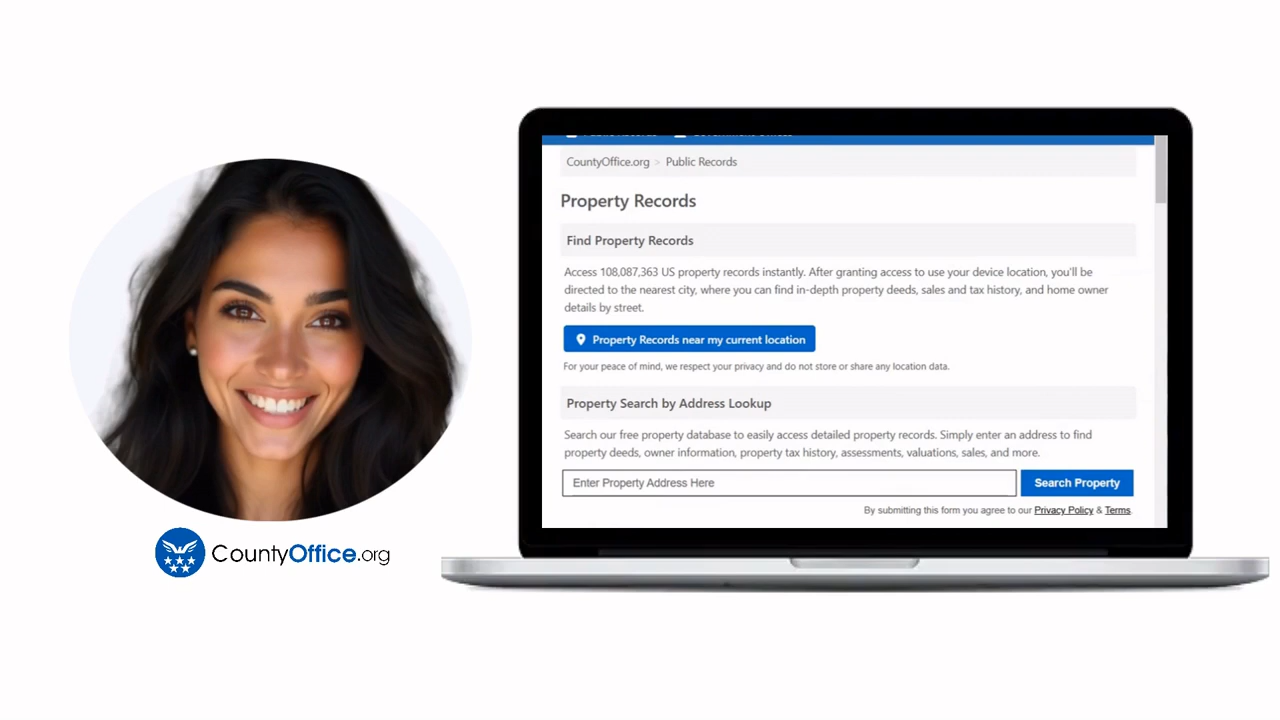 CountyOffice.org
CountyOffice.org > Public Records
Property Records
Find Property Records
Access 108,087,363 US property records instantly. After granting access to use your device location, you'll be
directed to the nearest city, where you can find in-depth property deeds, sales and tax history, and home owner
details by street.
Property Records near my current location
For your peace of mind, we respect your privacy and do not store or share any location data.
Property Search by Address Lookup
Search our free property database to easily access detailed property records. Simply enter an address to find
property deeds, owner information, property tax history, assessments, valuations, sales, and more.
Enter Property Address Here
Search Property
By submitting this form you agree to our Privacy Policy & Terms.